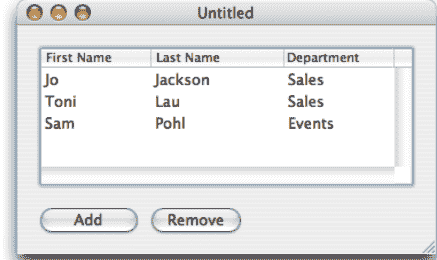 Untitled
First Name Last Name Department
Jo Jackson Sales
Toni Lau Sales
Sam Pohl Events
Add Remove